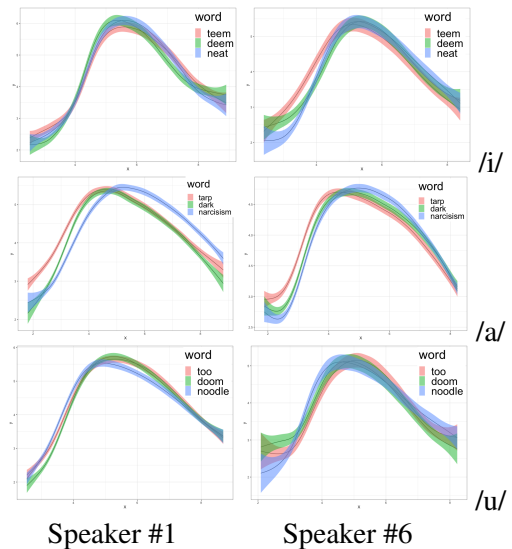 word
teem
deem
neat
word
teem
deem
neat
/i/
word
tarp
dark
narcisism
word
tarp
dark
narcisism
/a/
word
too
doom
noodle
word
too
doom
noodle
/u/
Speaker #1 Speaker #6